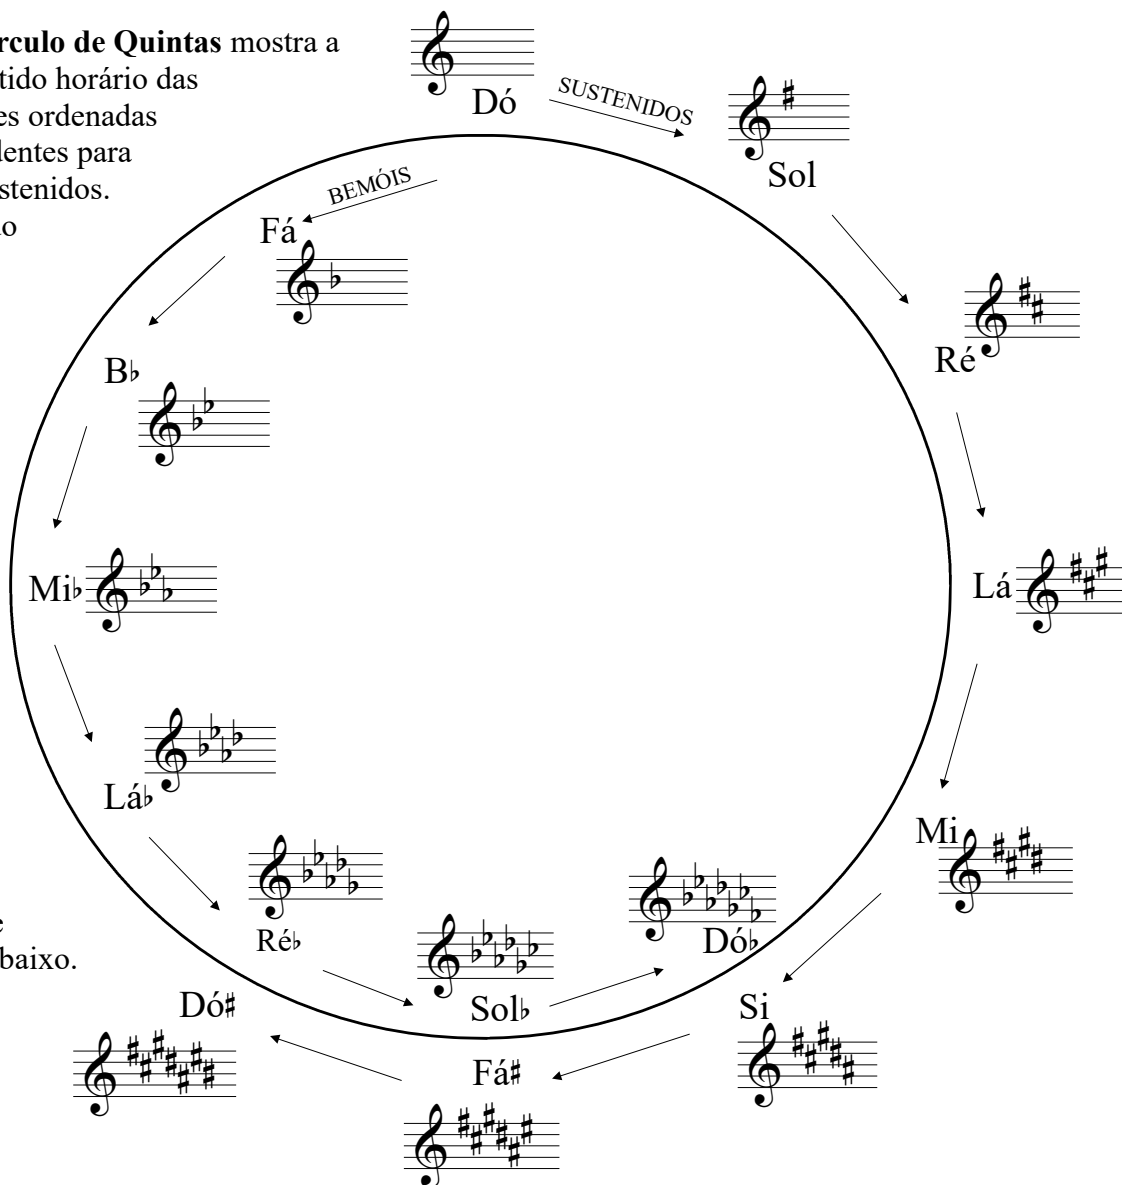 rculo de Quintas mostra a
tido horário das
es ordenadas
lentes para
stenidos.
o
Dó
SUSTENIDOS
Sol
BEMÓIS
Fá
Ré
B♭
Mi♭
Lá
Lá♭
Mi
Ré♭
Sol♭
Dó♭
e
baixo.
Dó♯
Si
Fá♯